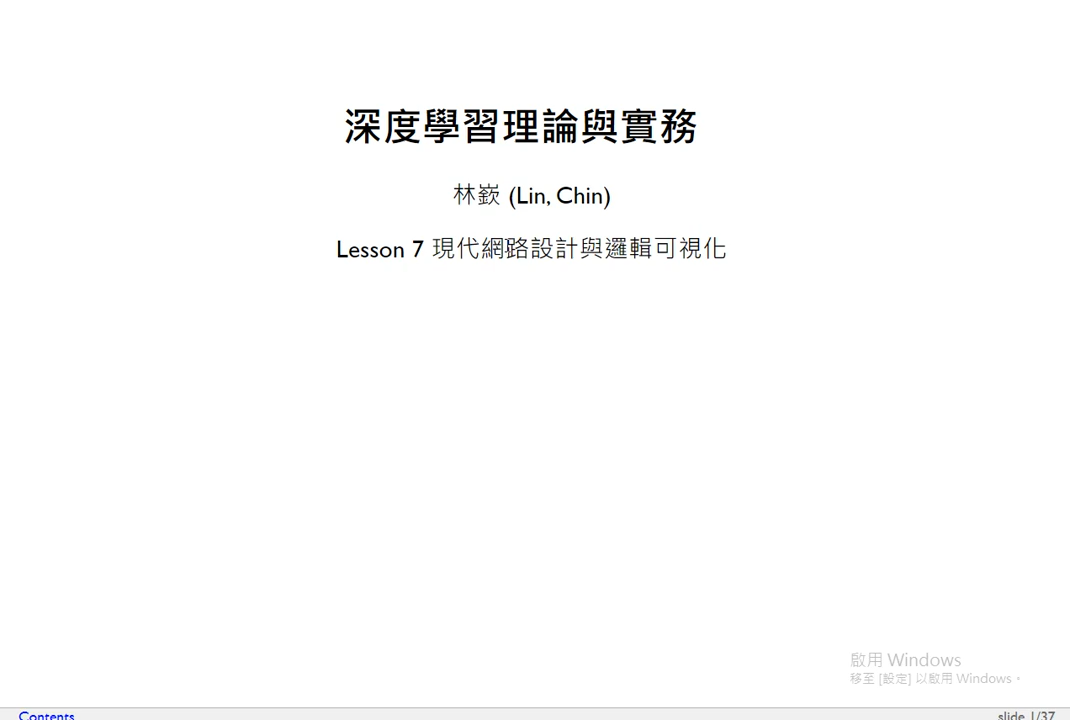 深度學習理論與實務
林嶔 (Lin, Chin)
Lesson 7 現代網路設計與邏輯可視化
啟用 Windows
移至 [設定] 以啟用 Windows。
Contents
slide 1/37